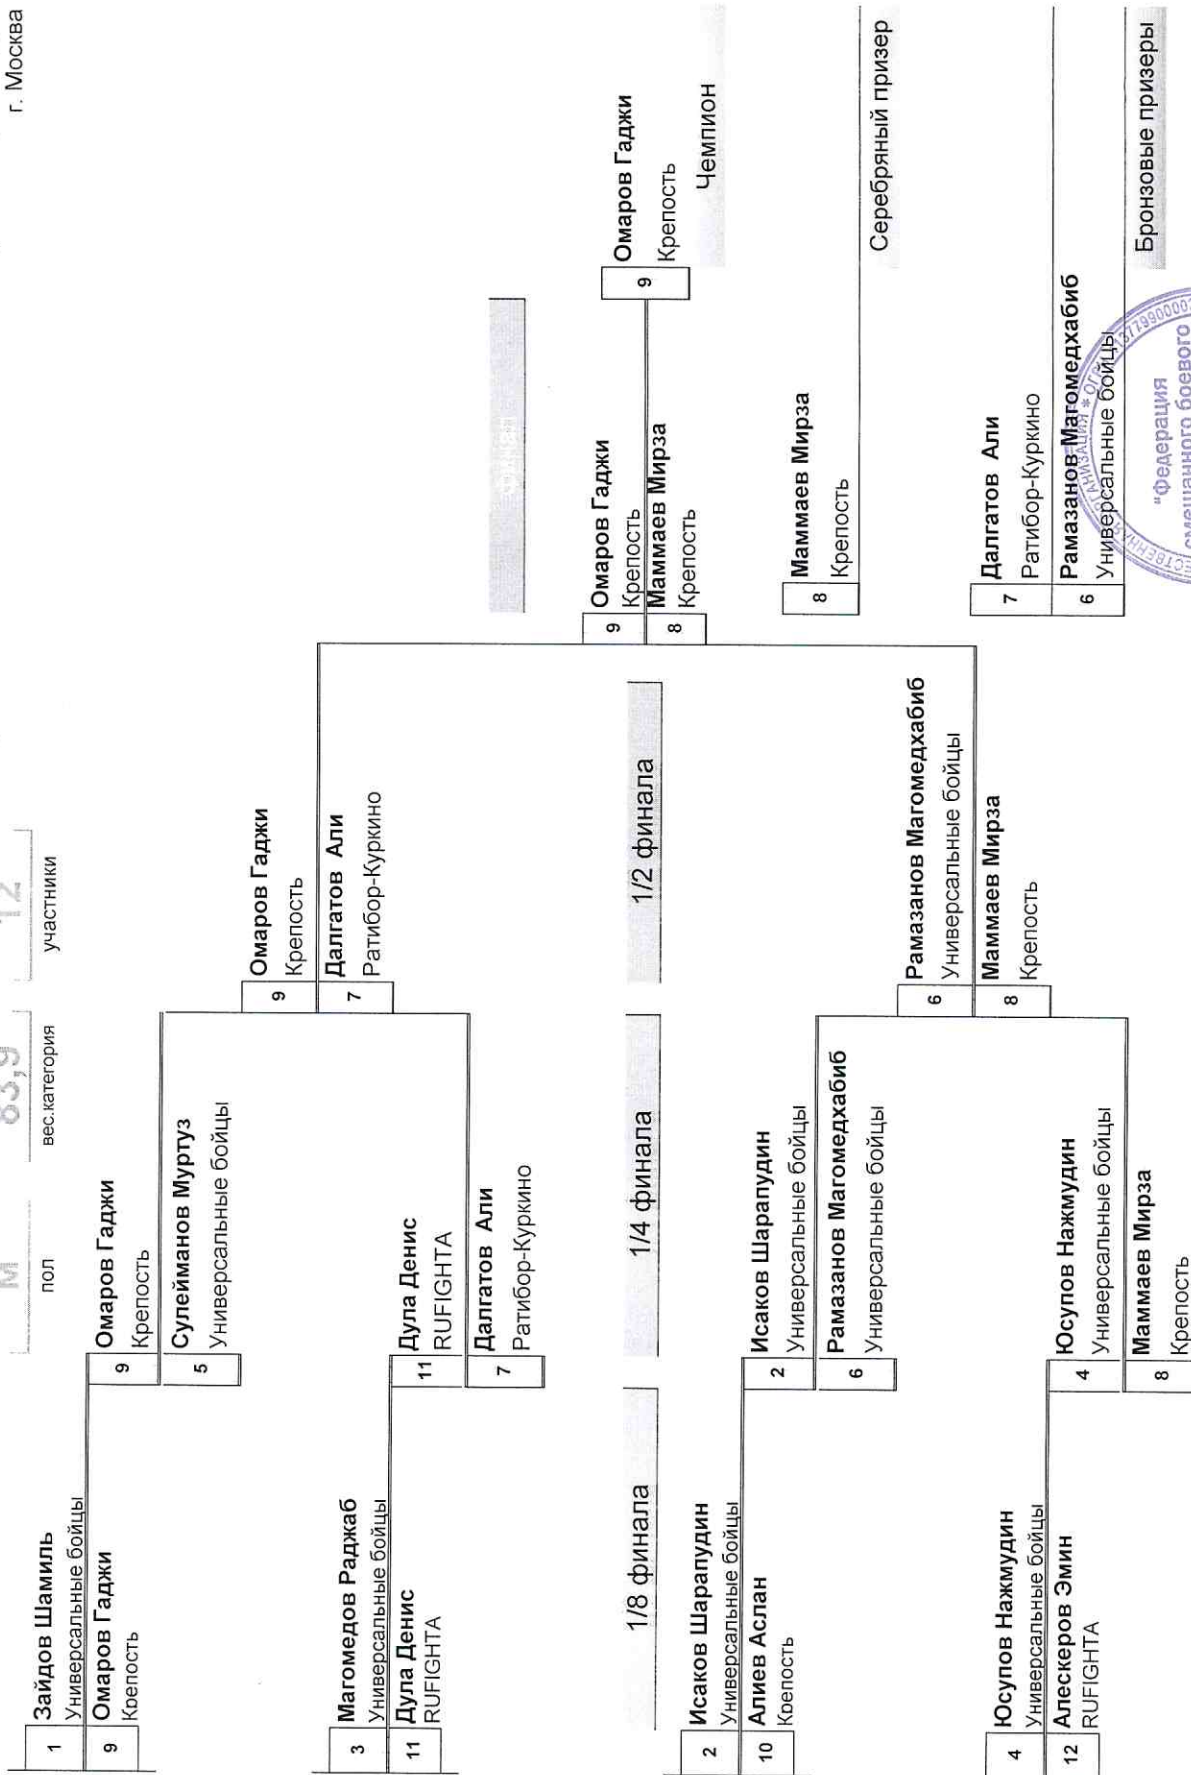 г. Москва
М
83,9
12
пол
вес.категория
участники
1
Зайдов Шамиль
Универсальные бойцы
9
Омаров Гаджи
Крепость
9
Омаров Гаджи
Крепость
5
Сулейманов Муртуз
Универсальные бойцы
9
Омаров Гаджи
Крепость
7
Далгатов Али
Ратибор-Куркино
3
Магомедов Раджаб
Универсальные бойцы
11
Дула Денис
RUFIGHTA
11
Дула Денис
RUFIGHTA
7
Далгатов Али
Ратибор-Куркино
финал
9
Омаров Гаджи
Крепость
8
Маммаев Мирза
Крепость
9
Омаров Гаджи
Крепость
Чемпион
1/8 финала
1/4 финала
1/2 финала
2
Исаков Шарапудин
Универсальные бойцы
10
Алиев Аслан
Крепость
2
Исаков Шарапудин
Универсальные бойцы
6
Рамазанов Магомедхабиб
Универсальные бойцы
6
Рамазанов Магомедхабиб
Универсальные бойцы
8
Маммаев Мирза
Крепость
8
Маммаев Мирза
Крепость
Серебряный призер
4
Юсупов Нажмудин
Универсальные бойцы
12
Алескеров Эмин
RUFIGHTA
4
Юсупов Нажмудин
Универсальные бойцы
8
Маммаев Мирза
Крепость
7
Далгатов Али
Ратибор-Куркино
6
Рамазанов Магомедхабиб
Универсальные бойцы
Бронзовые призеры
"Федерация
смешанного боевого